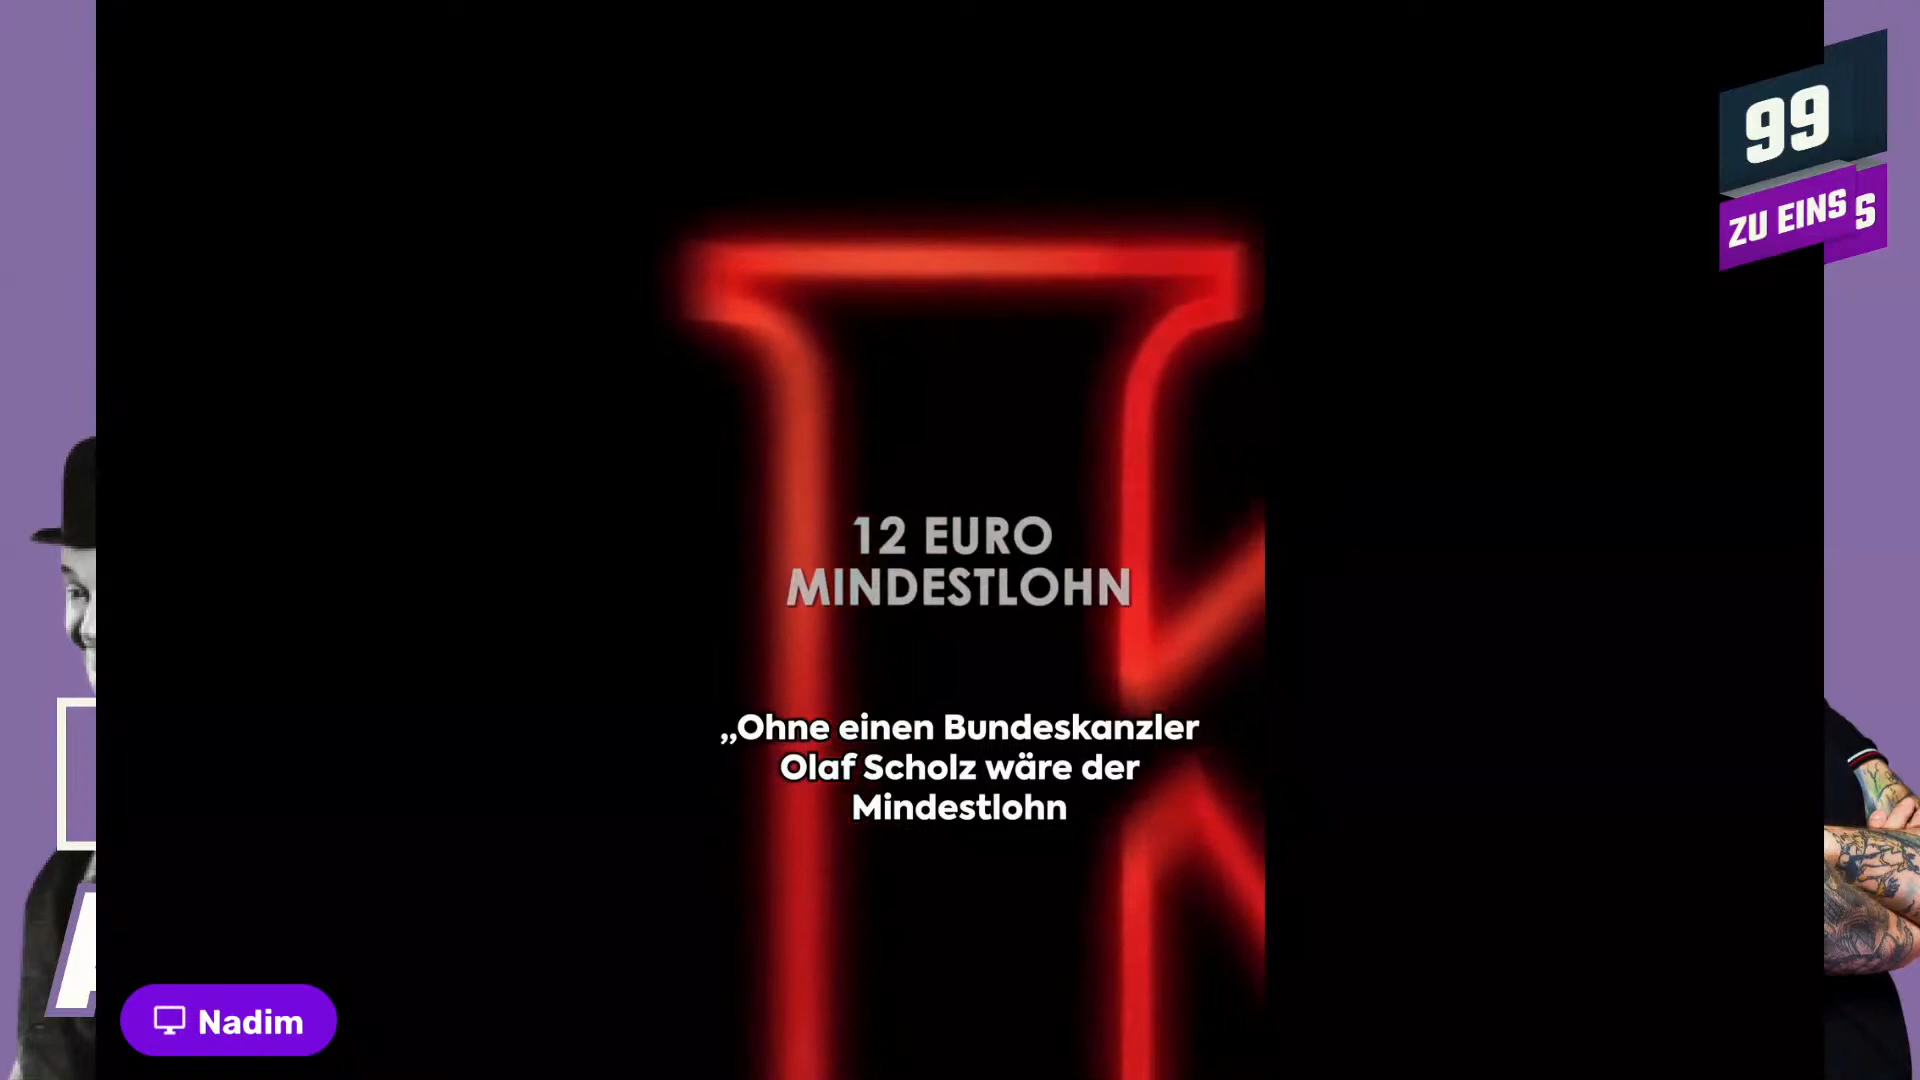 99
ZU EINS
S
12 EURO
MINDESTLOHN
„Ohne einen Bundeskanzler
Olaf Scholz wäre der
Mindestlohn
Nadim